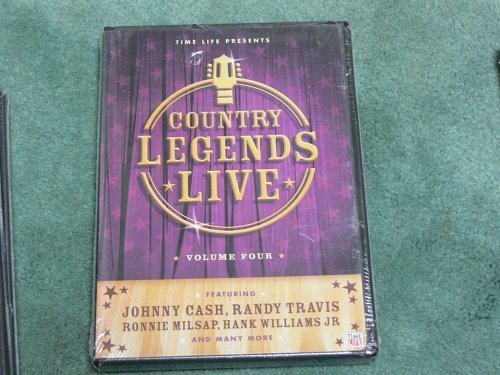 TIME LIFE PRESENTS
COUNTRY
LEGENDS
LIVE
VOLUME FOUR
FEATURING
JOHNNY CASH, RANDY TRAVIS
RONNIE MILSAP, HANK WILLIAMS JR
AND MANY MORE
TIME
LIFE